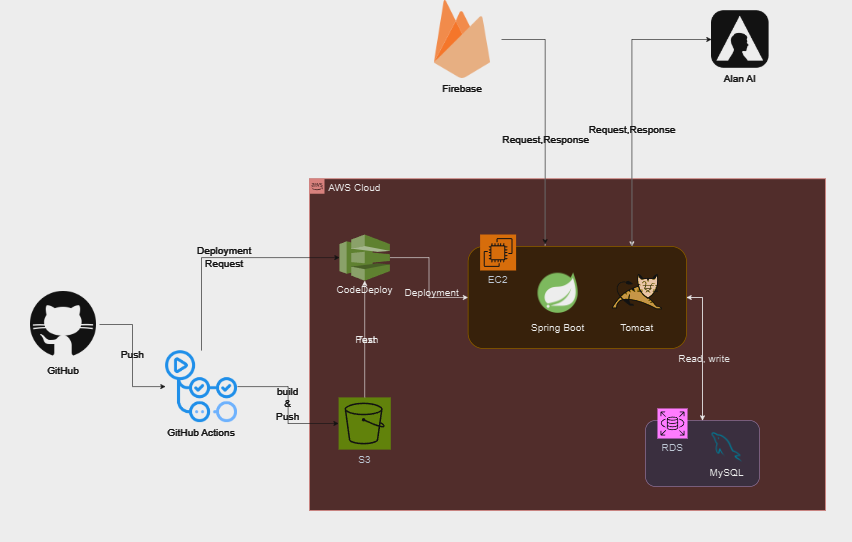 Firebase
Alan AI
Request,Response
Request,Response
aws
AWS Cloud
Deployment
Request
CodeDeploy
Deployment
EC2
Spring Boot
Tomcat
GitHub
Push
Read, write
build
&
Push
GitHub Actions
S3
RDS
MySQL